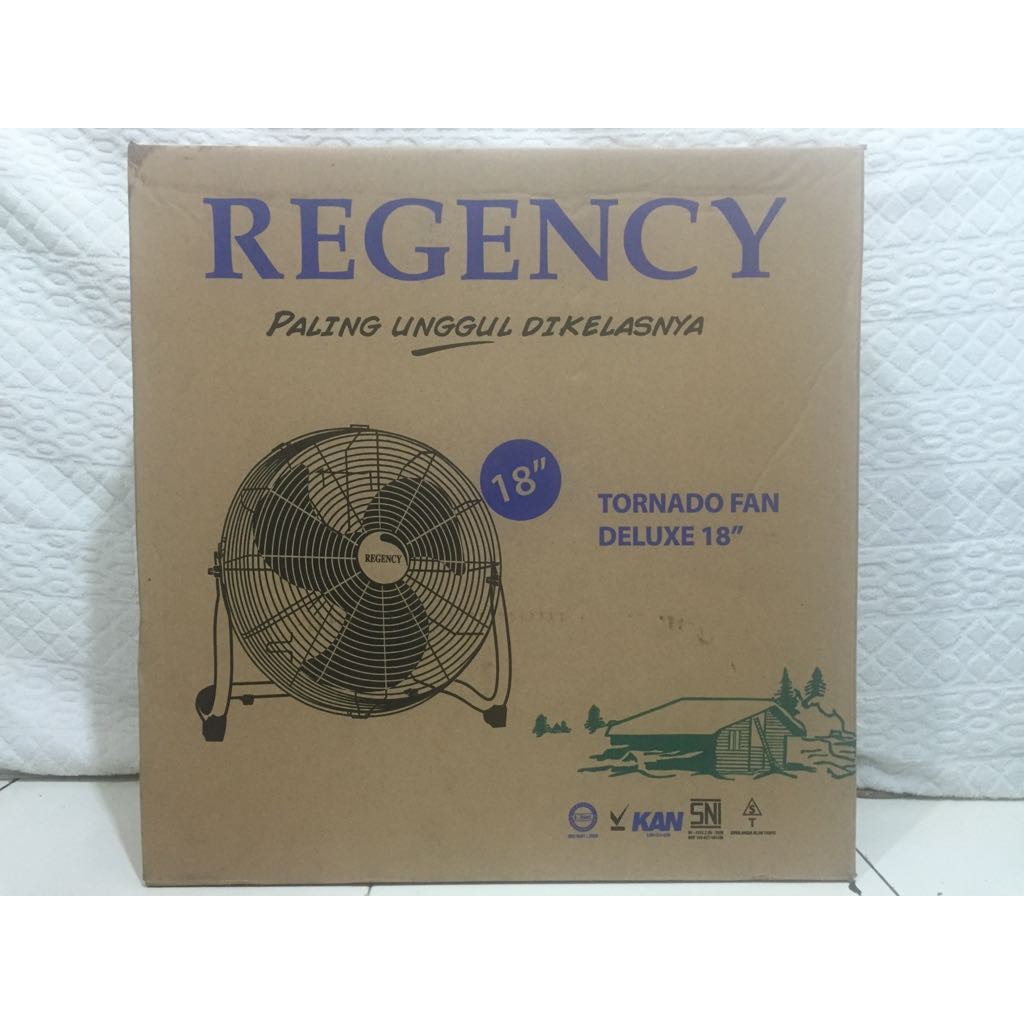 REGENCY
PALING UNGGUL DIKELASNYA
18"
TORNADO FAN
DELUXE 18"
REGENCY
KAN
SNI
S
T